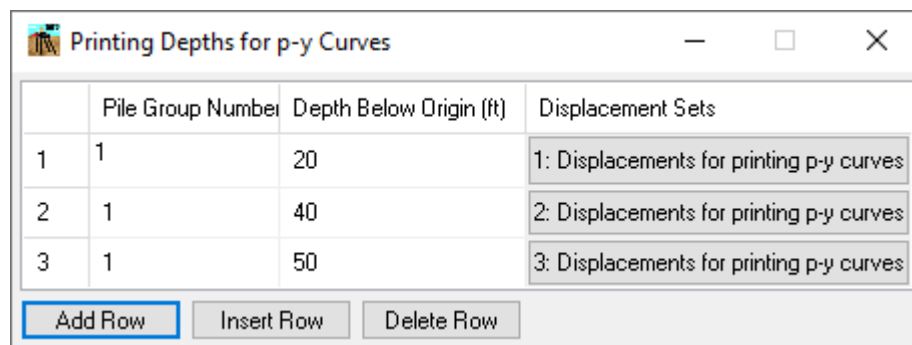 Printing Depths for p-y Curves
Pile Group Number Depth Below Origin (ft) Displacement Sets
1 1 20 1: Displacements for printing p-y curves
2 1 40 2: Displacements for printing p-y curves
3 1 50 3: Displacements for printing p-y curves
Add Row Insert Row Delete Row